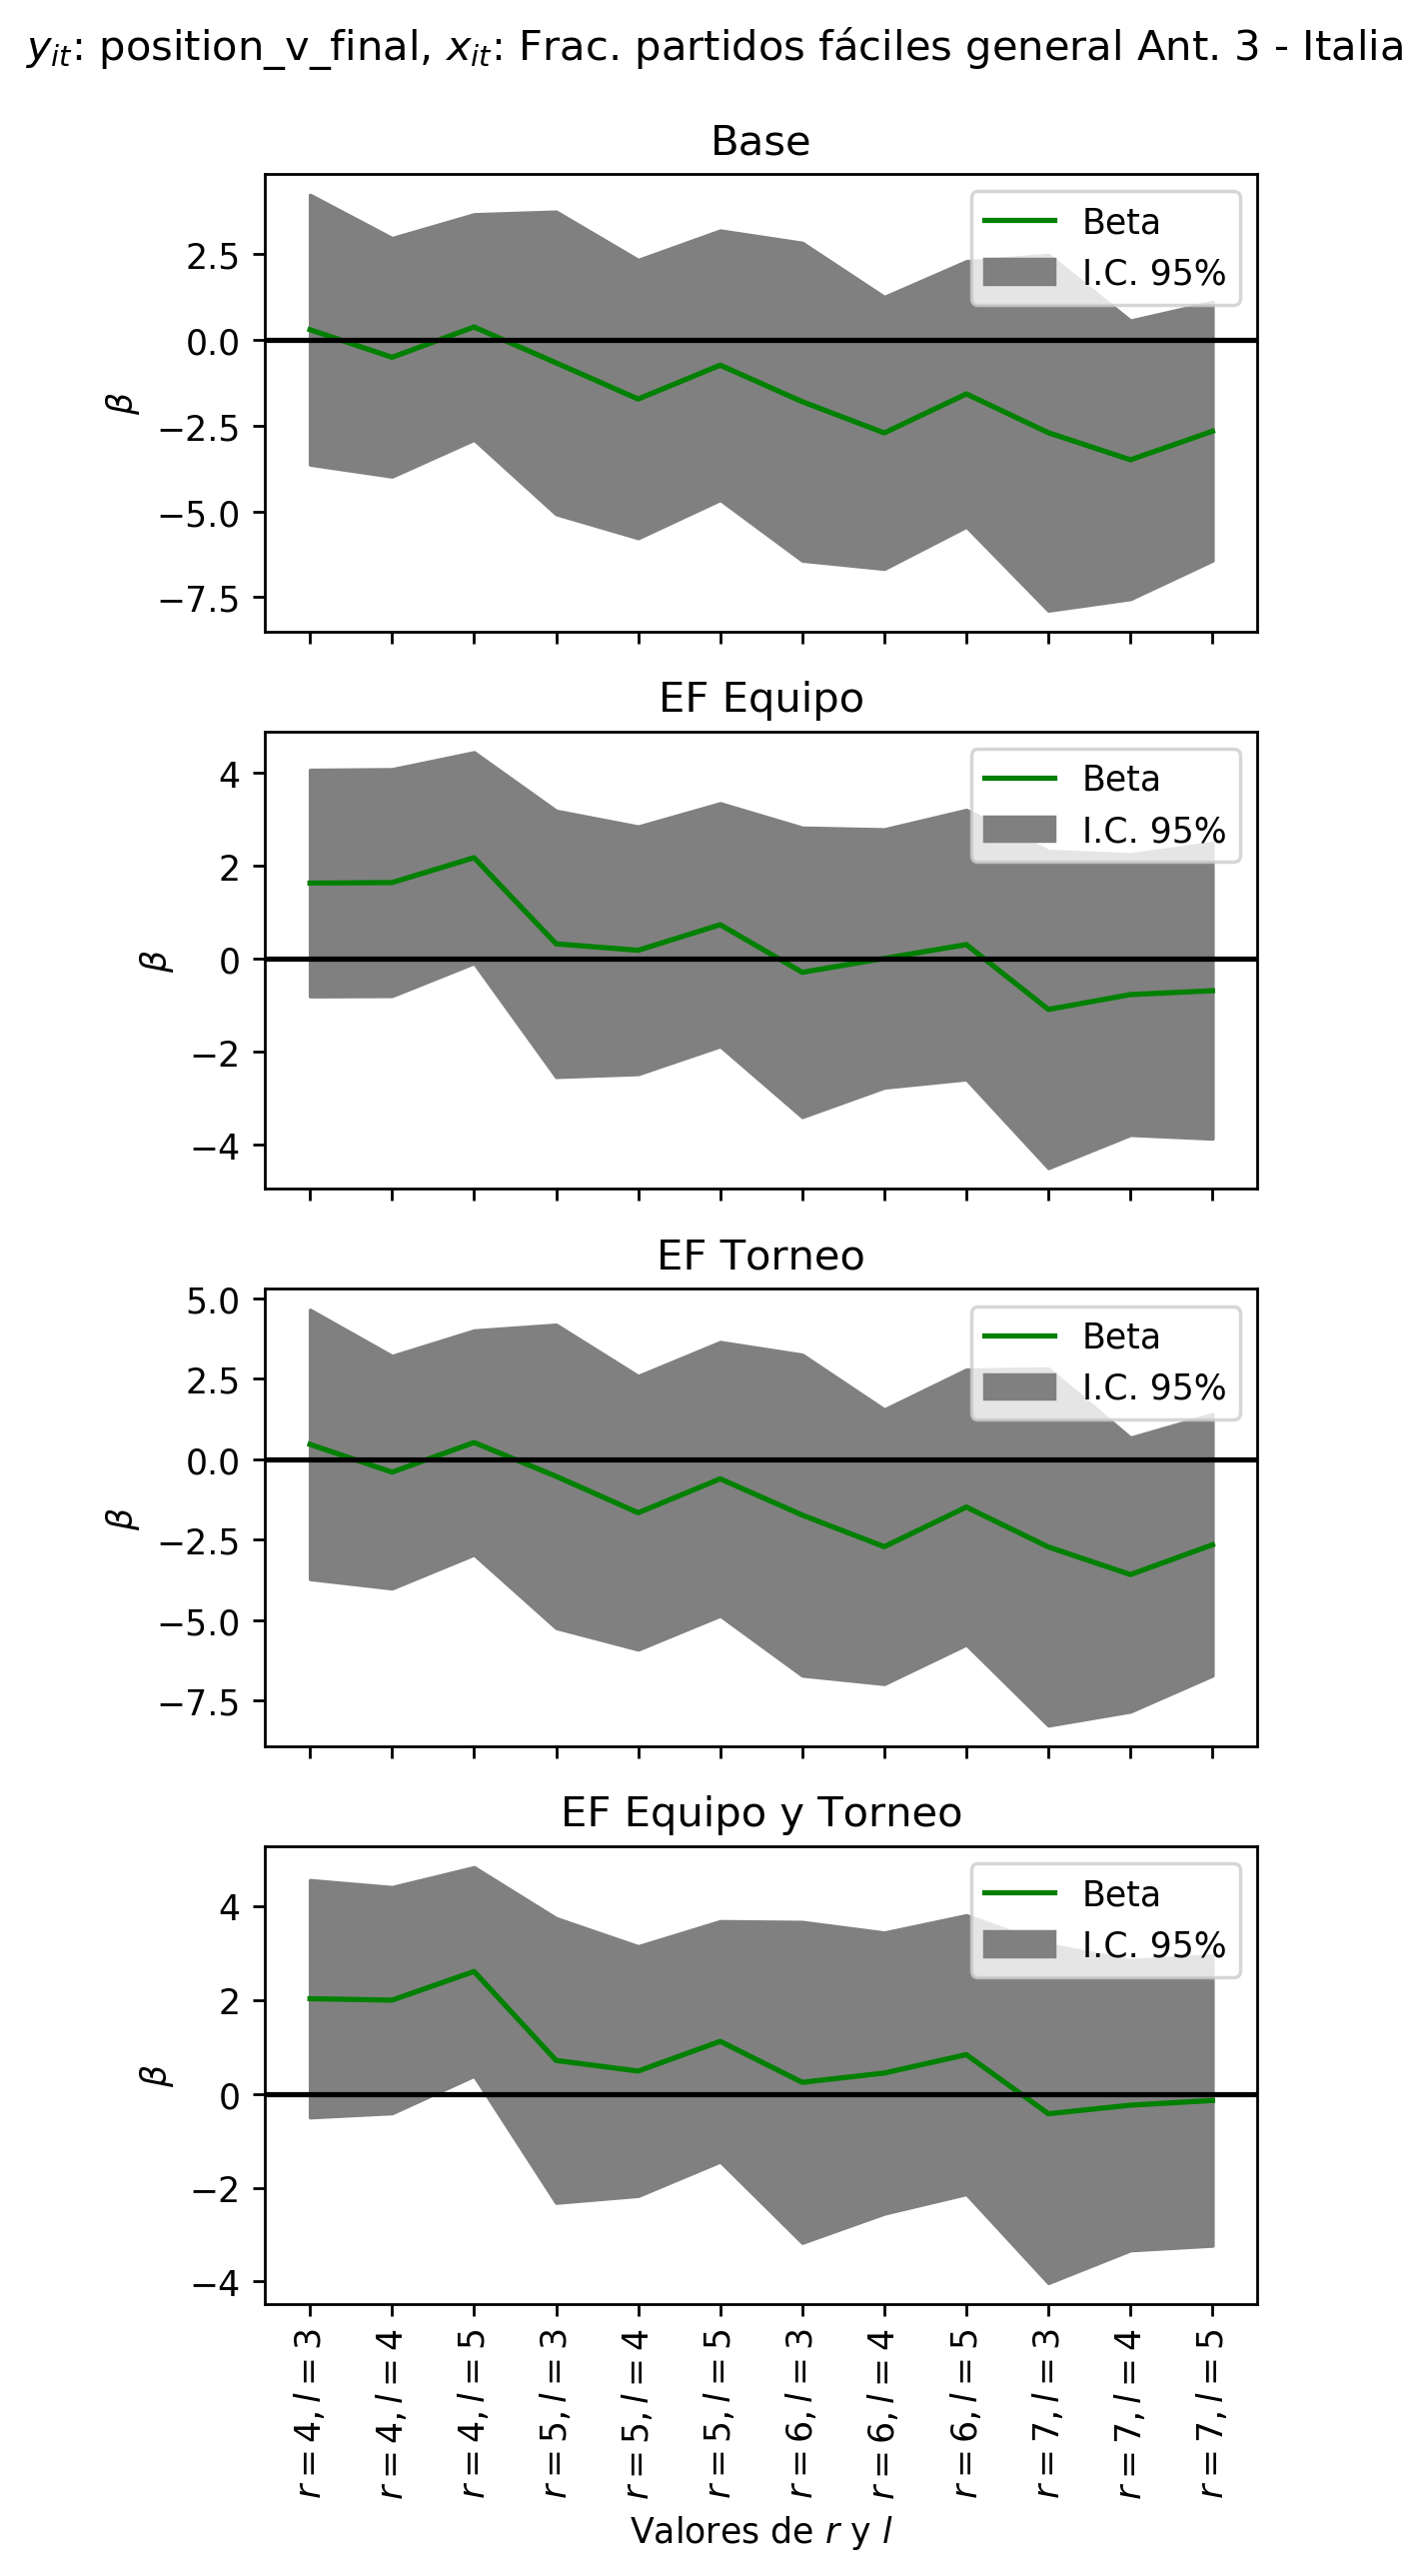 y_it: position_v_final, x_it: Frac. partidos fáciles general Ant. 3 - Italia
Base
Beta
I.C. 95%
2.5
0.0
−2.5
−5.0
−7.5
β
EF Equipo
Beta
I.C. 95%
4
2
0
−2
−4
β
EF Torneo
Beta
I.C. 95%
5.0
2.5
0.0
−2.5
−5.0
−7.5
β
EF Equipo y Torneo
Beta
I.C. 95%
4
2
0
−2
−4
β
r = 4, l = 3
r = 4, l = 4
r = 4, l = 5
r = 5, l = 3
r = 5, l = 4
r = 5, l = 5
r = 6, l = 3
r = 6, l = 4
r = 6, l = 5
r = 7, l = 3
r = 7, l = 4
r = 7, l = 5
Valores de r y l